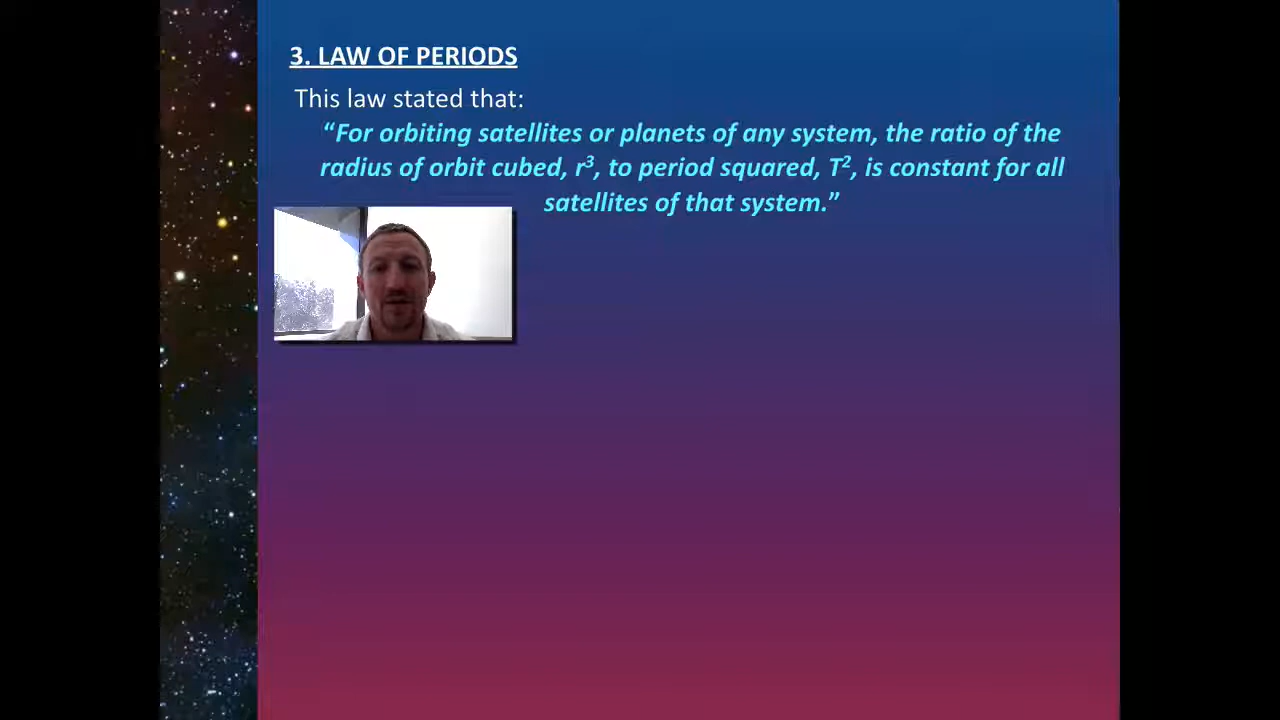 3. LAW OF PERIODS
This law stated that:
“For orbiting satellites or planets of any system, the ratio of the
radius of orbit cubed, r³, to period squared, T², is constant for all
satellites of that system.”